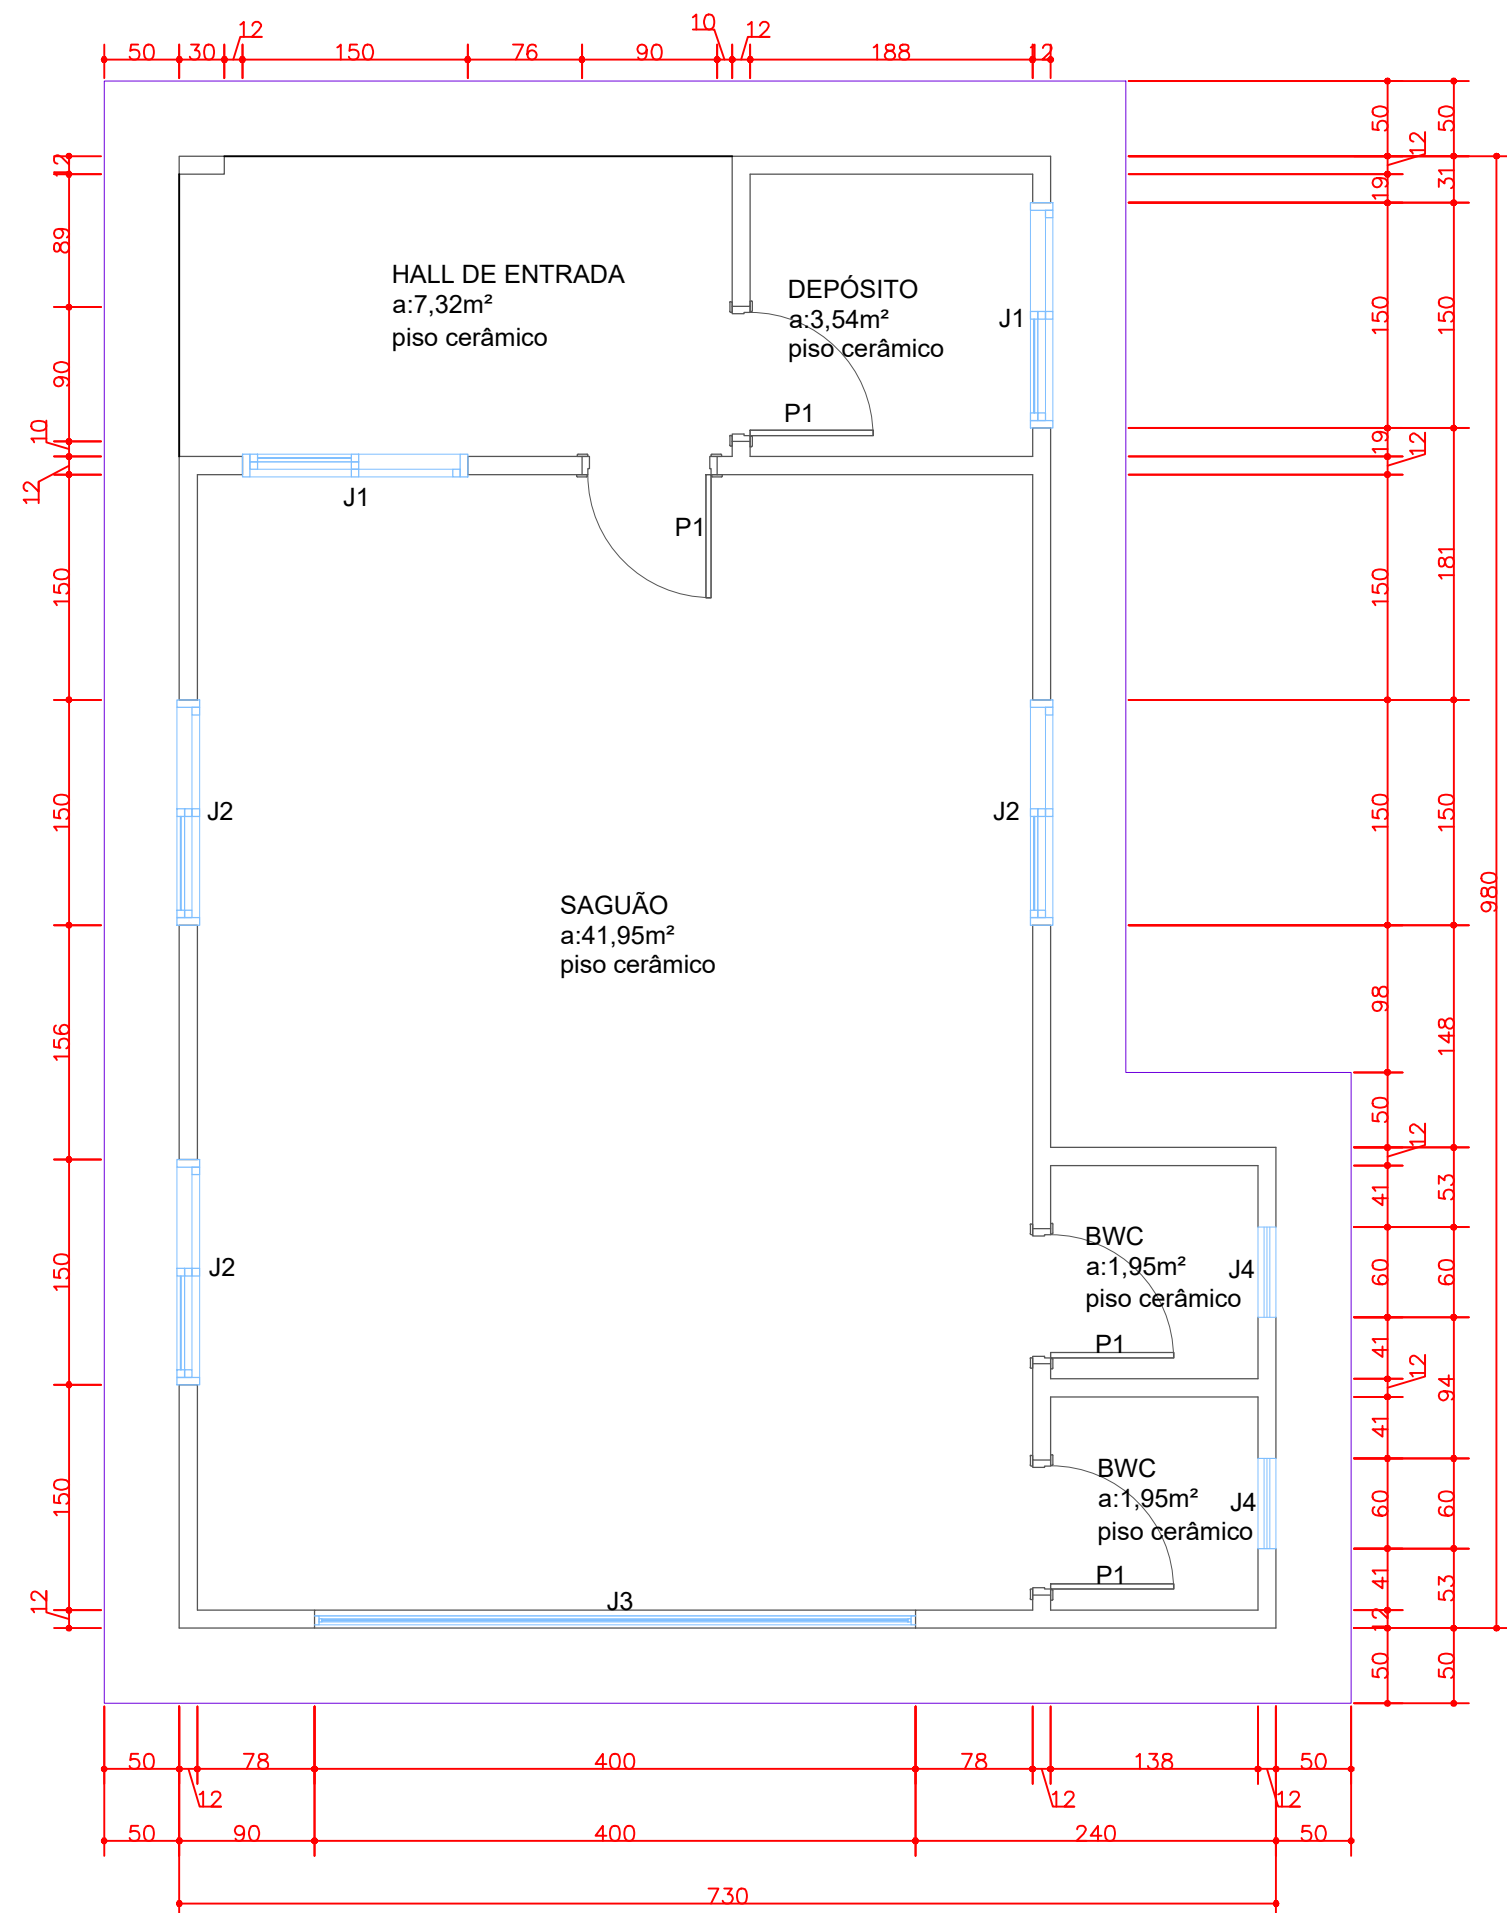 10
12
12
50
30
150
76
90
188
12
12
89
90
10
12
150
150
156
150
150
12
HALL DE ENTRADA
a:7,32m²
piso cerâmico
DEPÓSITO
a:3,54m²
piso cerâmico
J1
P1
J1
P1
J2
J2
SAGUÃO
a:41,95m²
piso cerâmico
J2
BWC
a:1,95m²
piso cerâmico
J4
P1
BWC
a:1,95m²
piso cerâmico
J4
P1
J3
50
12
19
150
19
12
150
150
98
50
12
41
60
41
12
41
60
41
12
50
50
31
150
181
150
148
53
60
94
60
53
50
980
50
78
400
78
138
50
12
12
12
50
90
400
240
50
730